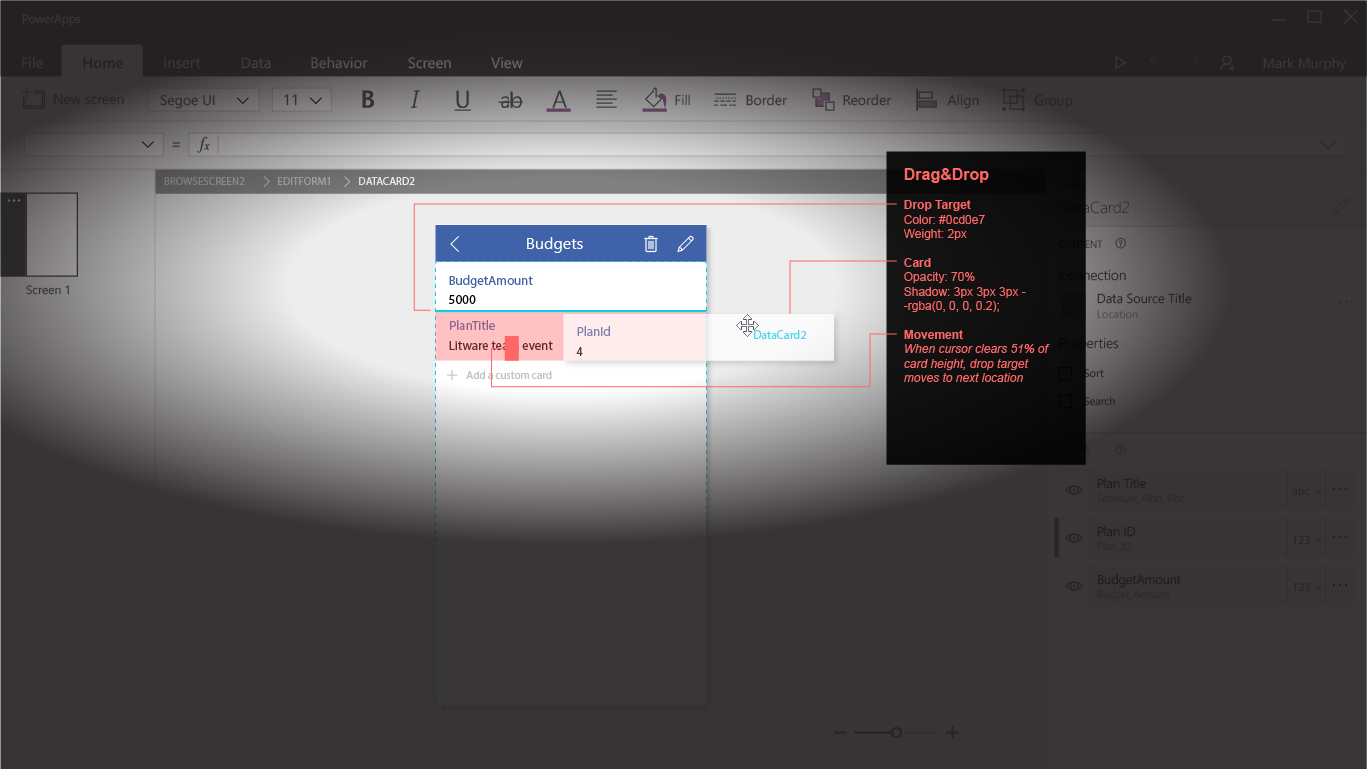 PowerApps
File Home Insert Data Behavior Screen View Mark Murphy
New screen Segoe UI 11 B I U ab A Fill Border Reorder Align Group
= fx
BROWSESCREEN2 EDITFORM1 DATACARD2
Screen 1
Budgets
BudgetAmount
5000
PlanTitle
Litware event
PlanId
4
DataCard2
Add a custom card
Drag&Drop
Drop Target
Color: #0cd0e7
Weight: 2px
Card
Opacity: 70%
Shadow: 3px 3px 3px -
-rgba(0, 0, 0, 0.2);
Movement
When cursor clears 51% of
card height, drop target
moves to next location
DataCard2
CONTENT
Connection
Data Source Title
Location
Properties
Sort
Search
Plan Title
Schedule_Plan_Title
abc
Plan ID
Plan_ID
123
BudgetAmount
Budget_Amount
123